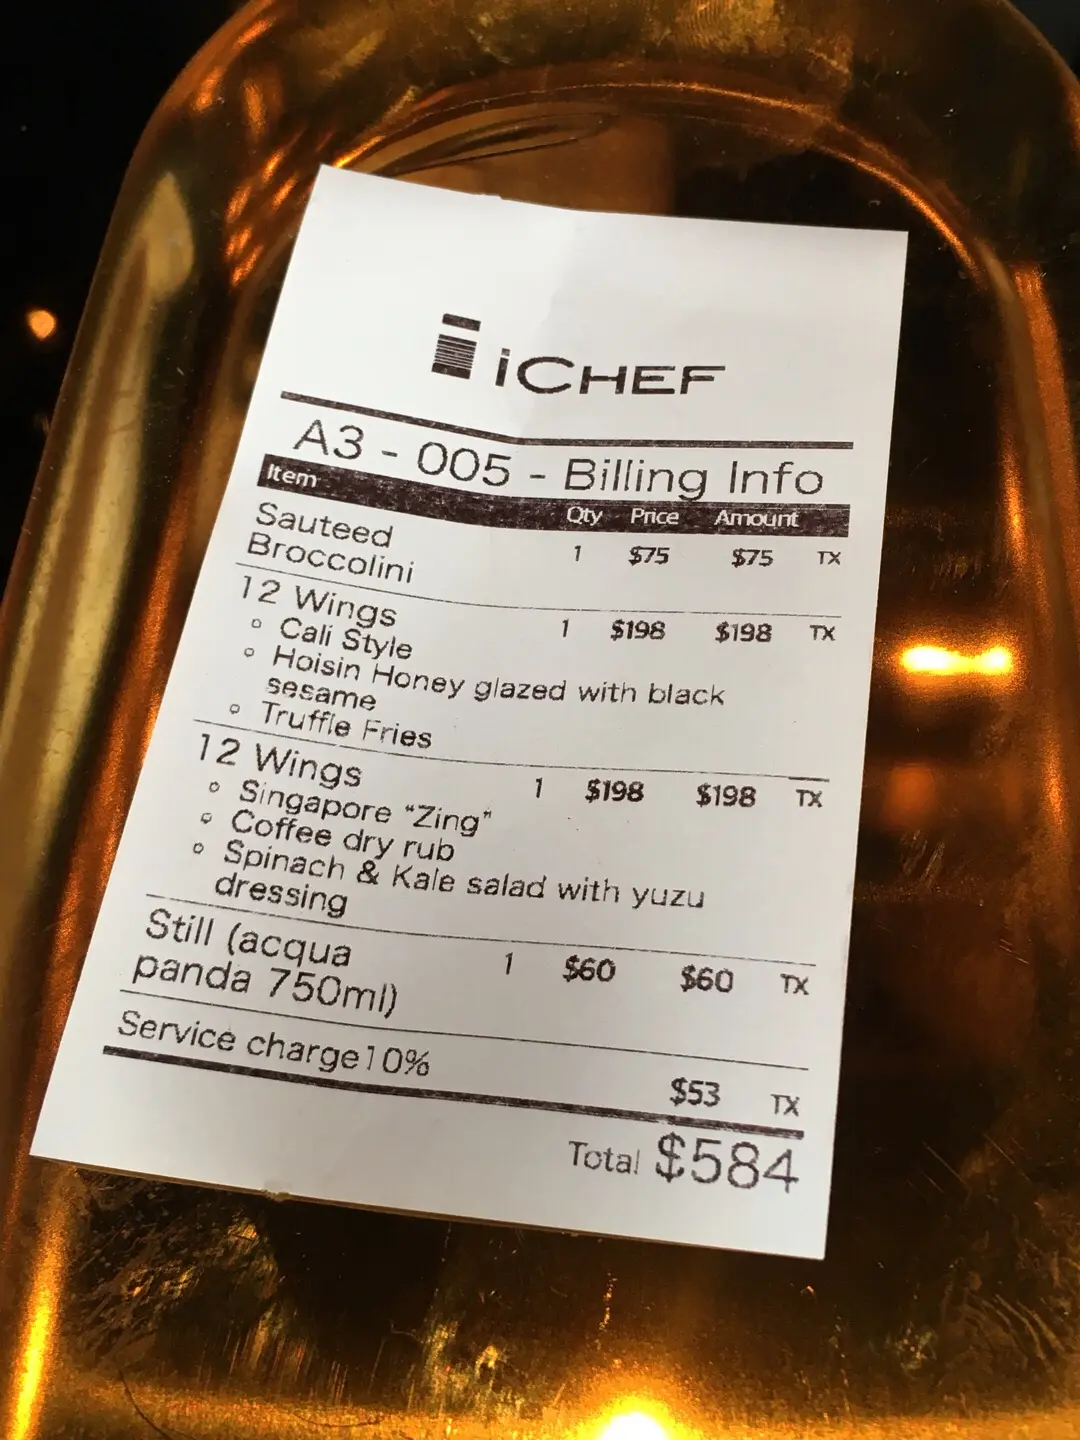 iCHEF
A3 - 005 - Billing Info
Item Qty Price Amount
Sauteed
Broccolini 1 $75 $75 TX
12 Wings 1 $198 $198 TX
◦ Cali Style
◦ Hoisin Honey glazed with black
sesame
◦ Truffle Fries
12 Wings 1 $198 $198 TX
◦ Singapore "Zing"
◦ Coffee dry rub
◦ Spinach & Kale salad with yuzu
dressing
Still (acqua
panda 750ml) 1 $60 $60 TX
Service charge10% $53 TX
Total $584